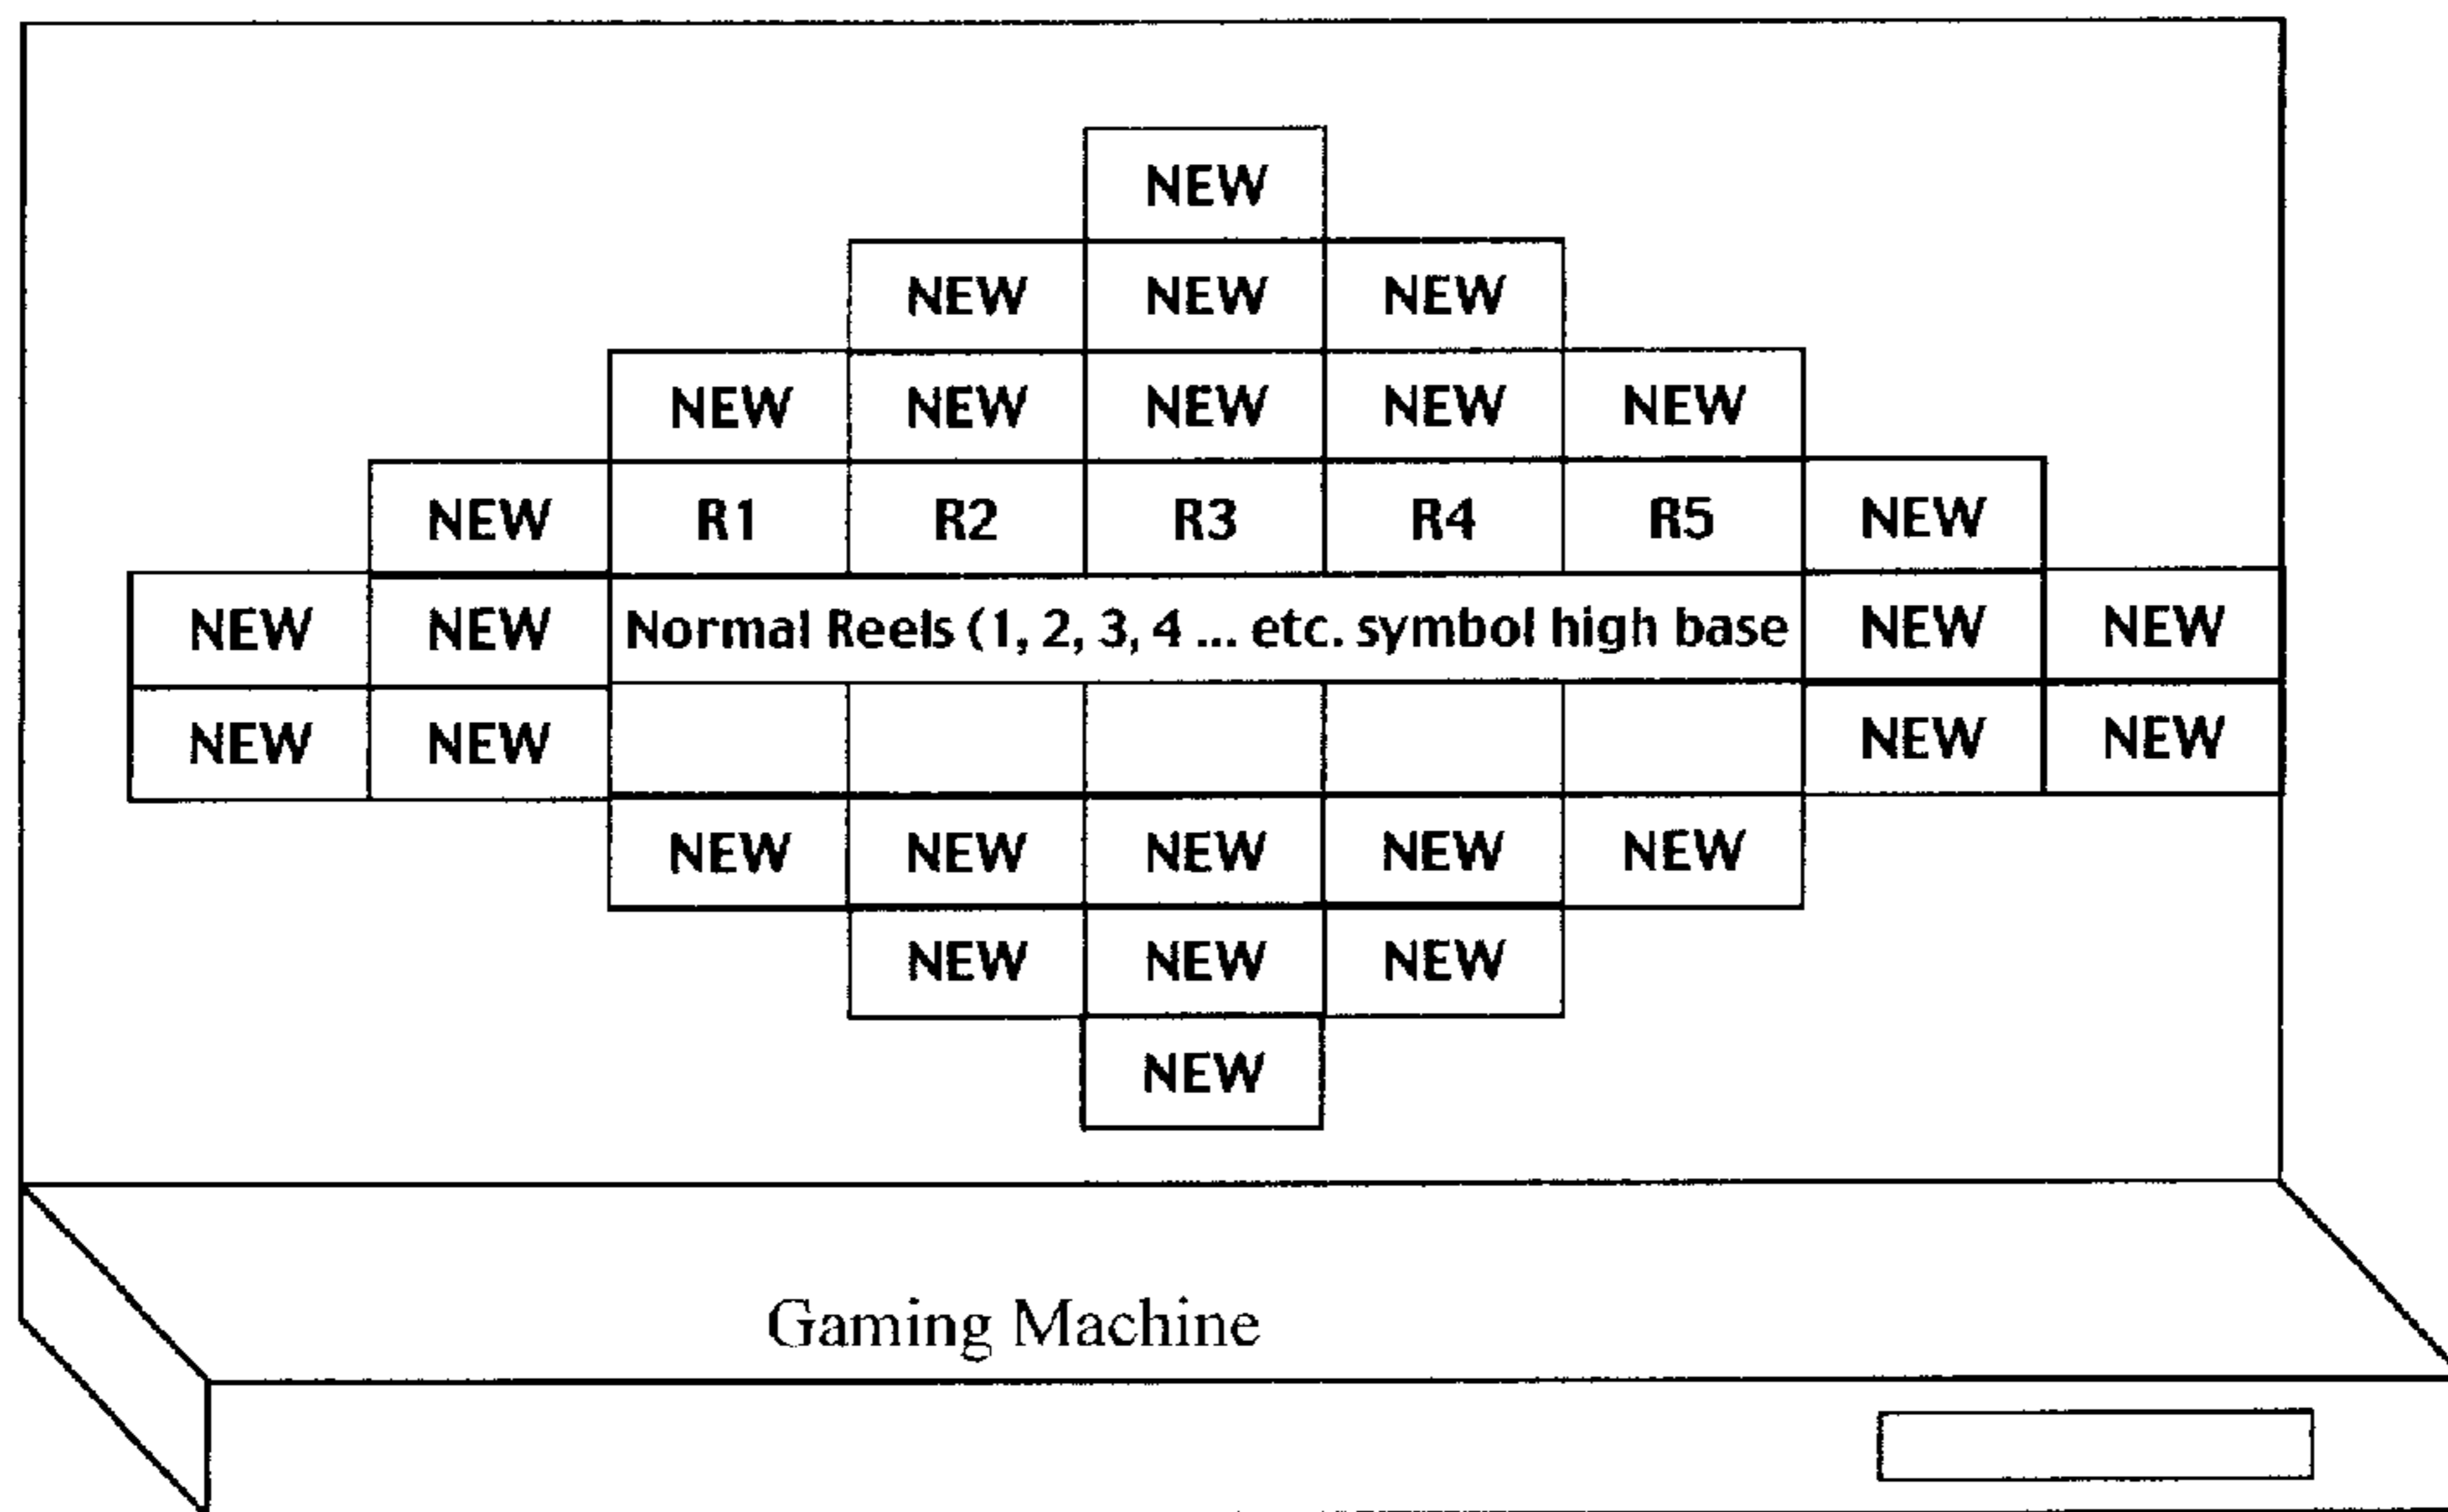 NEW
NEW NEW NEW
NEW NEW NEW NEW NEW
NEW R1 R2 R3 R4 R5 NEW
NEW NEW Normal Reels (1, 2, 3, 4 ... etc. symbol high base NEW NEW
NEW NEW NEW NEW
NEW NEW NEW NEW NEW
NEW NEW NEW
NEW
Gaming Machine